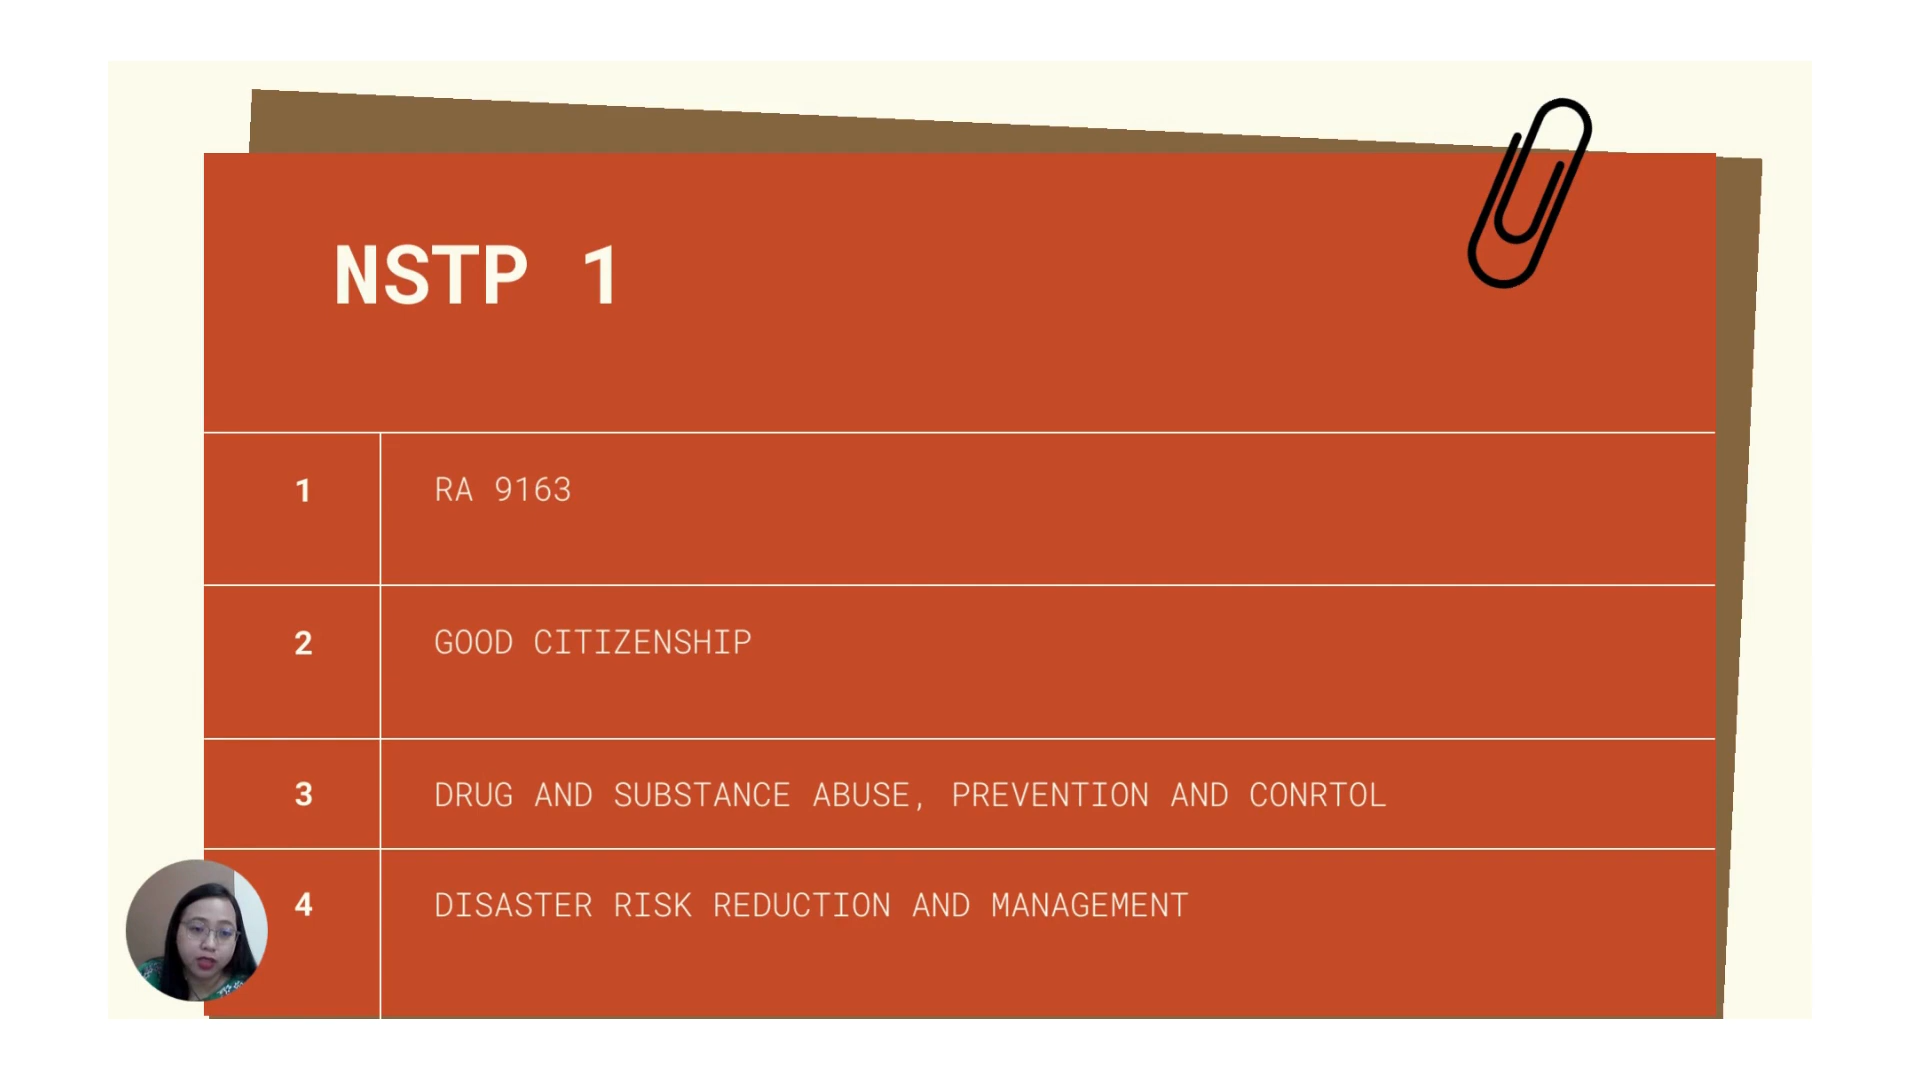 NSTP 1
1 RA 9163
2 GOOD CITIZENSHIP
3 DRUG AND SUBSTANCE ABUSE, PREVENTION AND CONRTOL
4 DISASTER RISK REDUCTION AND MANAGEMENT